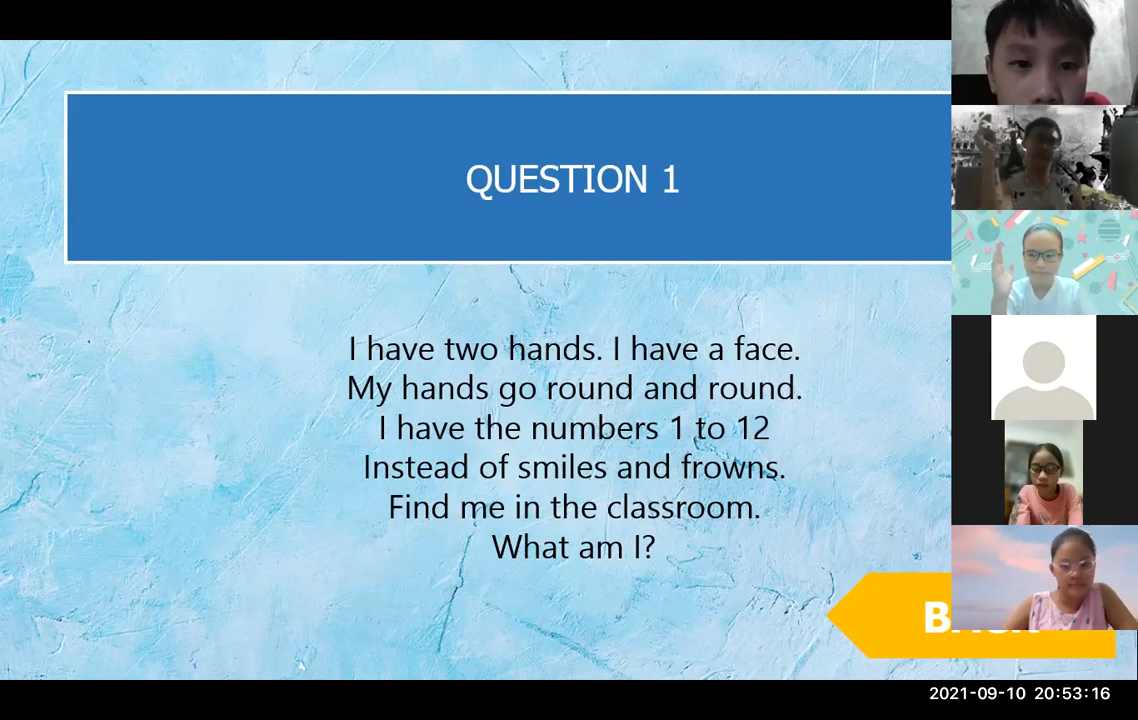 QUESTION 1
I have two hands. I have a face.
My hands go round and round.
I have the numbers 1 to 12
Instead of smiles and frowns.
Find me in the classroom.
What am I?
BACK
2021-09-10 20:53:16